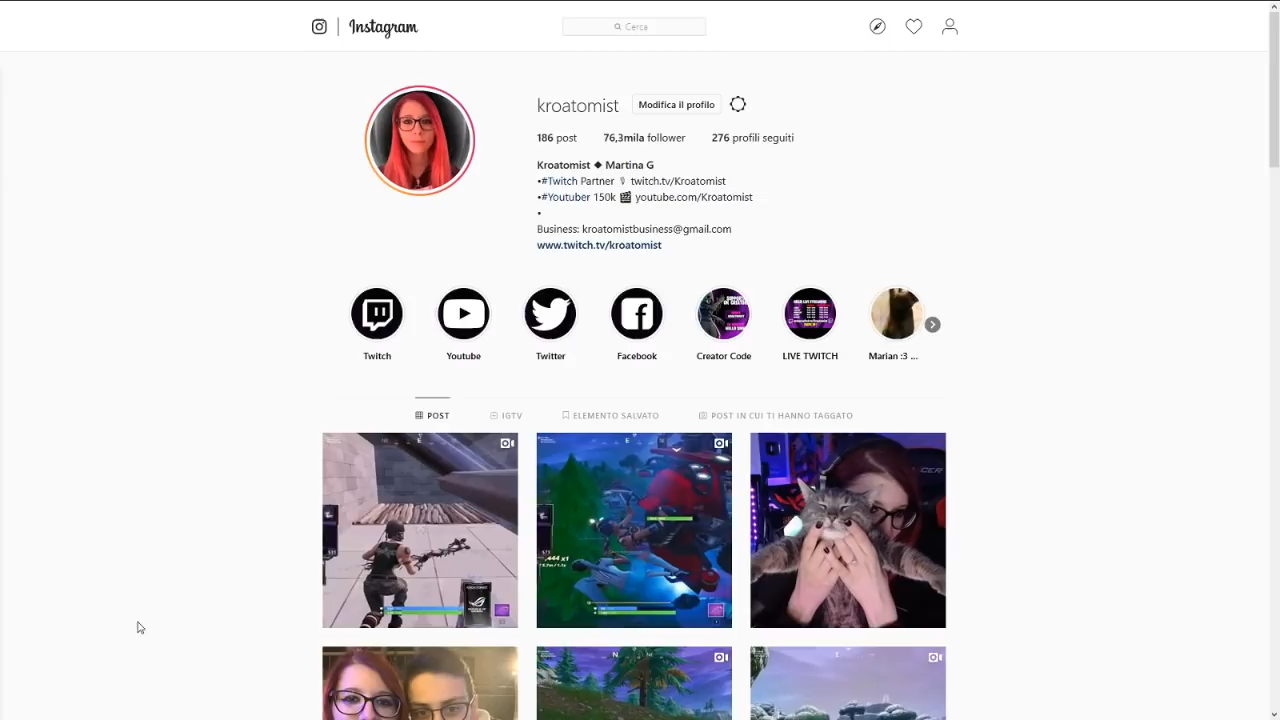 Instagram
Cerca
kroatomist Modifica il profilo
186 post 76,3mila follower 276 profili seguiti
Kroatomist ◆ Martina G
•#Twitch Partner 🎙 twitch.tv/Kroatomist
•#Youtuber 150k 🎬 youtube.com/Kroatomist
•
Business: kroatomistbusiness@gmail.com
www.twitch.tv/kroatomist
Twitch Youtube Twitter Facebook Creator Code LIVE TWITCH Marian :3 ...
POST IGTV ELEMENTO SALVATO POST IN CUI TI HANNO TAGGATO